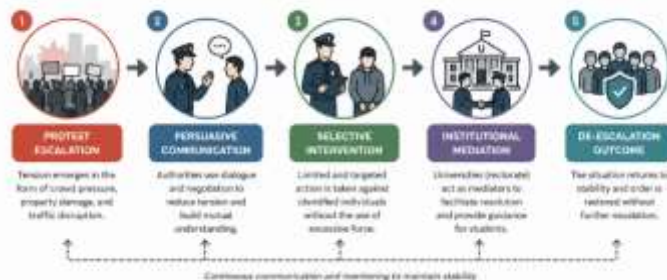 1
PROTEST
ESCALATION
Tension emerges in the
form of crowd pressure,
property damage, and
traffic disruption.
2
PERSUASIVE
COMMUNICATION
Authorities use dialogue
and negotiation to
reduce tension and
build mutual
understanding.
3
SELECTIVE
INTERVENTION
Limited and targeted
action is taken against
identified individuals
without the use of
excessive force.
4
INSTITUTIONAL
MEDIATION
Universities (rectorate)
act as mediators to
facilitate resolution
and provide guidance
for students.
5
DE-ESCALATION
OUTCOME
The situation returns to
stability and order is
restored without
further escalation.
Continuous communication and monitoring to maintain stability